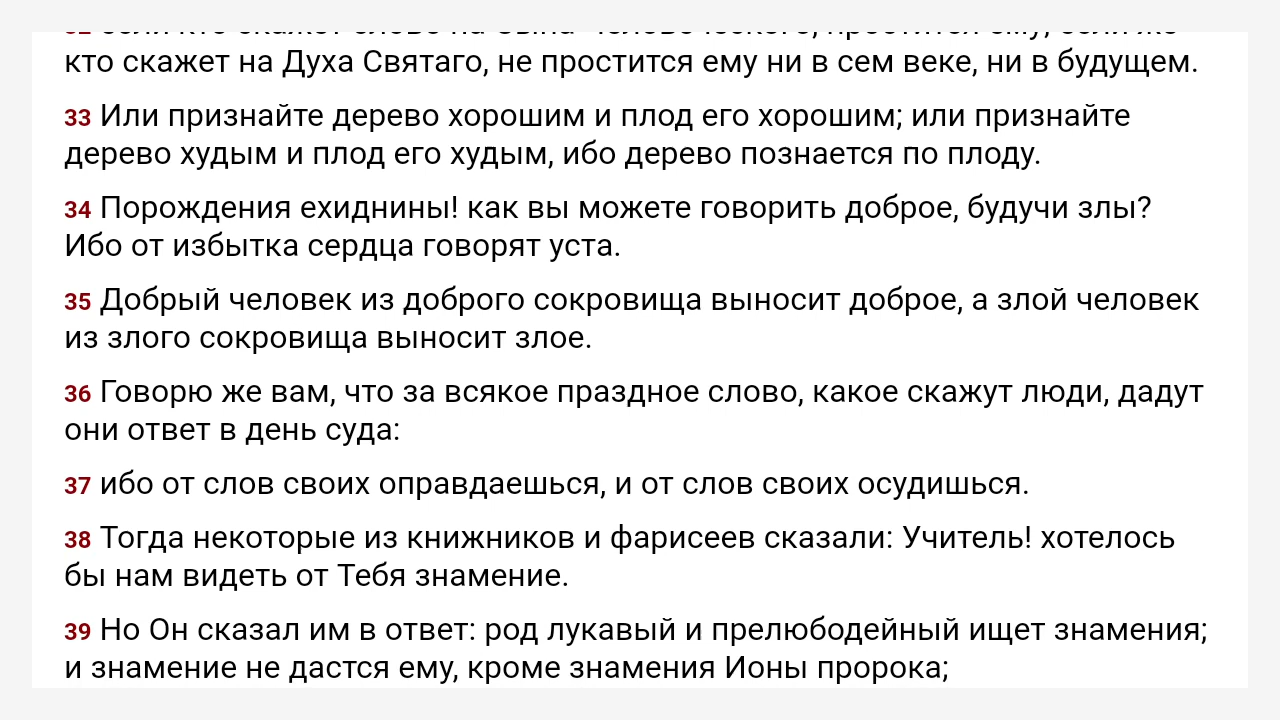 кто скажет на Духа Святаго, не простится ему ни в сем веке, ни в будущем.
33 Или признайте дерево хорошим и плод его хорошим; или признайте
дерево худым и плод его худым, ибо дерево познается по плоду.
34 Порождения ехиднины! как вы можете говорить доброе, будучи злы?
Ибо от избытка сердца говорят уста.
35 Добрый человек из доброго сокровища выносит доброе, а злой человек
из злого сокровища выносит злое.
36 Говорю же вам, что за всякое праздное слово, какое скажут люди, дадут
они ответ в день суда:
37 ибо от слов своих оправдаешься, и от слов своих осудишься.
38 Тогда некоторые из книжников и фарисеев сказали: Учитель! хотелось
бы нам видеть от Тебя знамение.
39 Но Он сказал им в ответ: род лукавый и прелюбодейный ищет знамения;
и знамение не дастся ему, кроме знамения Ионы пророка;